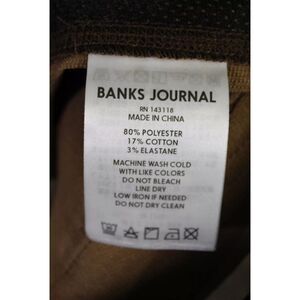 BANKS JOURNAL
RN 143118
MADE IN CHINA
80% POLYESTER
17% COTTON
3% ELASTANE
MACHINE WASH COLD
WITH LIKE COLORS
DO NOT BLEACH
LINE DRY
LOW IRON IF NEEDED
DO NOT DRY CLEAN